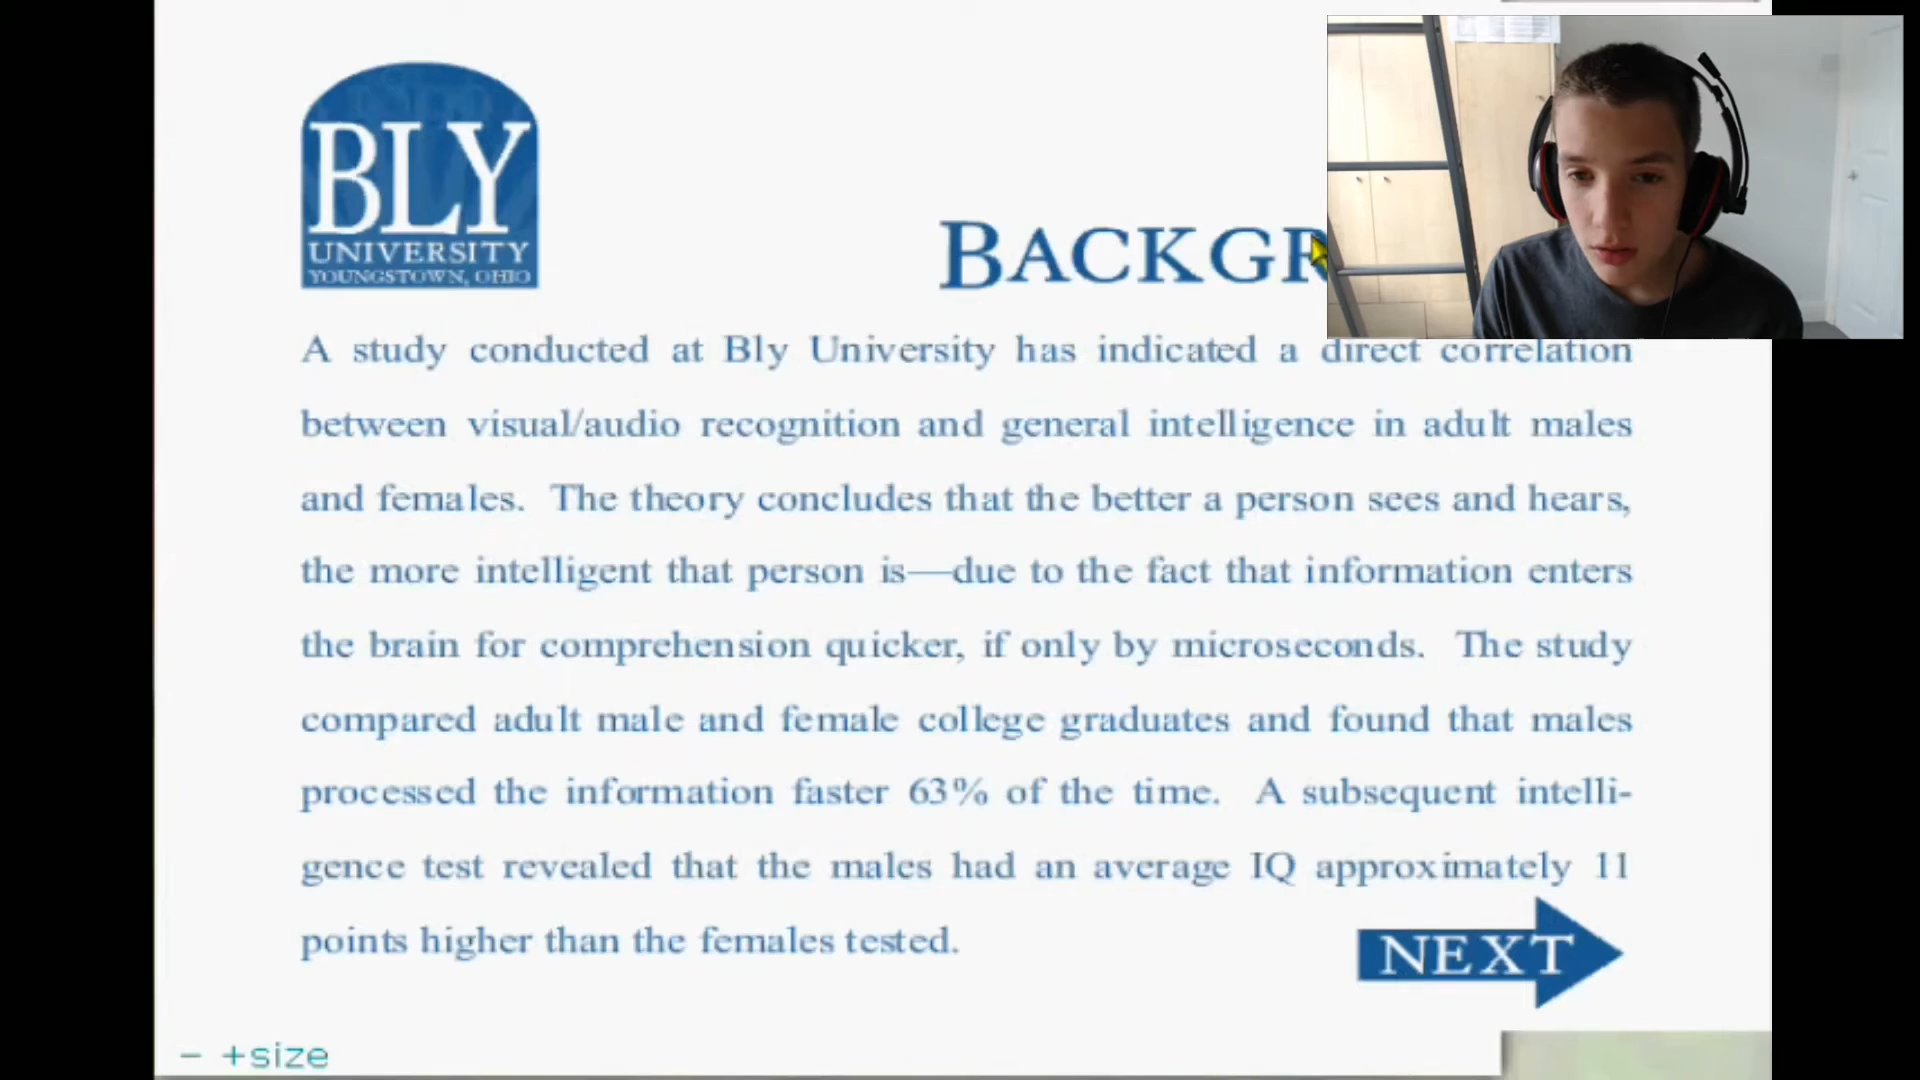 BLY
UNIVERSITY
YOUNGSTOWN, OHIO
A study conducted at Bly University has indicated a direct correlation
between visual/audio recognition and general intelligence in adult males
and females. The theory concludes that the better a person sees and hears,
the more intelligent that person is—due to the fact that information enters
the brain for comprehension quicker, if only by microseconds. The study
compared adult male and female college graduates and found that males
processed the information faster 63% of the time. A subsequent intelli-
gence test revealed that the males had an average IQ approximately 11
points higher than the females tested.
NEXT
- +size